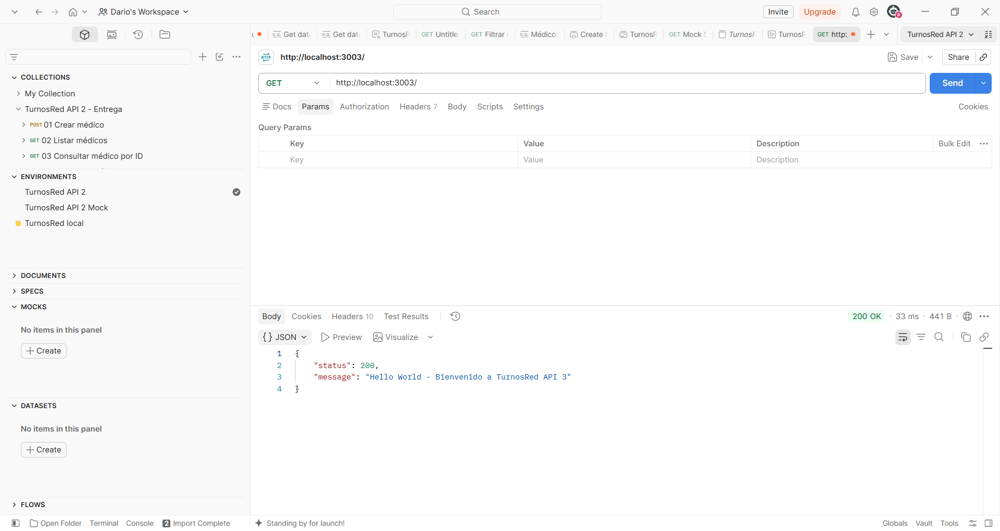 Dario's Workspace
Search
Invite
Upgrade
D
Get dat
Get dat
TurnosR
GET Untitle
GET Filtrar
Médico
Create
TurnosR
GET Mock
TurnosR
TurnosR
GET http:
TurnosRed API 2
HTTP http://localhost:3003/
Save
Share
GET
http://localhost:3003/
Send
Docs
Params
Authorization
Headers 7
Body
Scripts
Settings
Cookies
Query Params
Key
Value
Description
Bulk Edit
Key
Value
Description
COLLECTIONS
My Collection
TurnosRed API 2 - Entrega
POST 01 Crear médico
GET 02 Listar médicos
GET 03 Consultar médico por ID
ENVIRONMENTS
TurnosRed API 2
TurnosRed API 2 Mock
TurnosRed local
DOCUMENTS
SPECS
MOCKS
No items in this panel
Create
DATASETS
No items in this panel
Create
FLOWS
Body
Cookies
Headers 10
Test Results
200 OK
33 ms
441 B
{} JSON
Preview
Visualize
1 {
2 "status": 200,
3 "message": "Hello World - Bienvenido a TurnosRed API 3"
4 }
Open Folder
Terminal
Console
2 Import Complete
Standing by for launch!
Globals
Vault
Tools